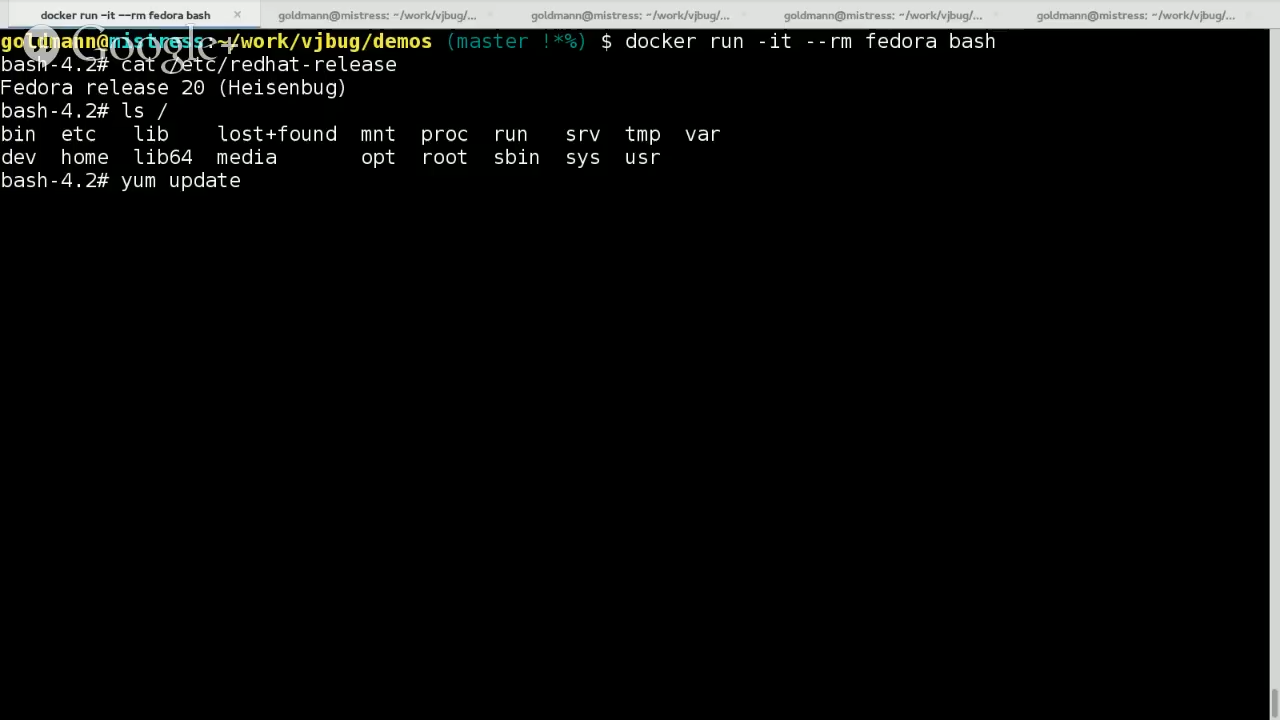 docker run -it --rm fedora bash × goldmann@mistress: ~/work/vjbug/... × goldmann@mistress: ~/work/vjbug/... × goldmann@mistress: ~/work/vjbug/... × goldmann@mistress: ~/work/vjbug/... ×
goldmann@mistress:~/work/vjbug/demos (master !*%) $ docker run -it --rm fedora bash
Google+
bash-4.2# cat /etc/redhat-release
Fedora release 20 (Heisenbug)
bash-4.2# ls /
bin etc lib lost+found mnt proc run srv tmp var
dev home lib64 media opt root sbin sys usr
bash-4.2# yum update